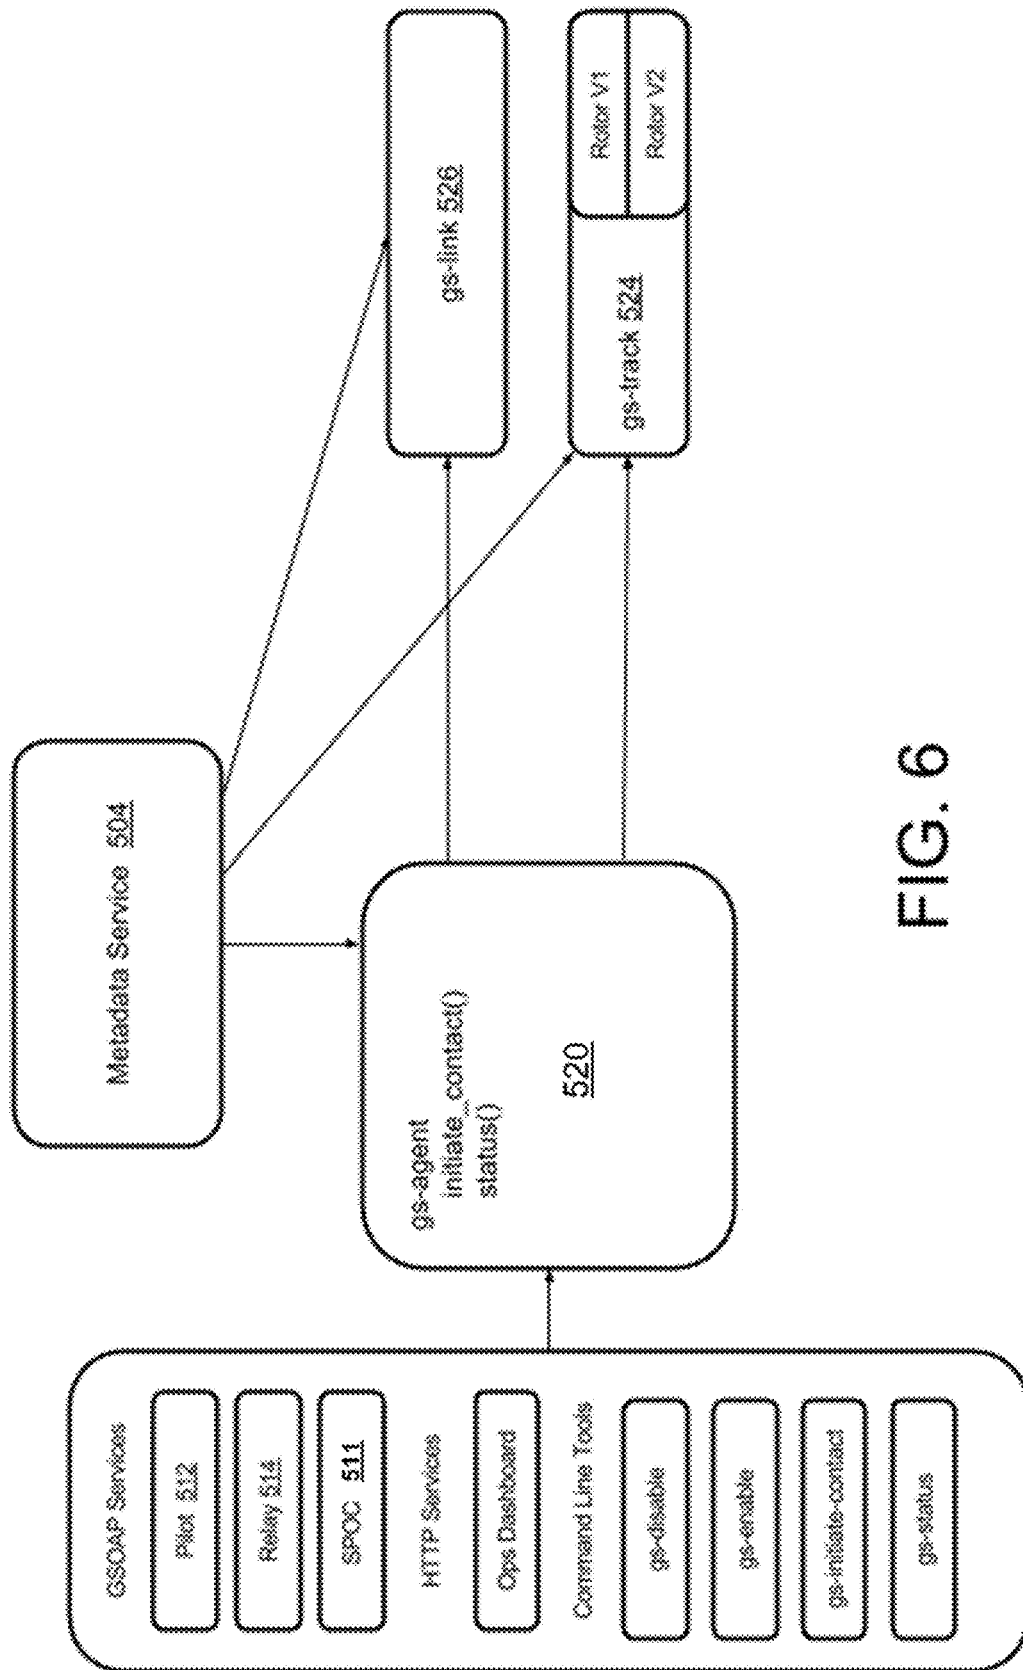 GSOAP Services
Pilot 512
Relay 514
SPOC 511
HTTP Services
Ops Dashboard
Command Line Tools
gs-disable
gs-enable
gs-initiate-contact
gs-status
Metadata Service 504
gs-agent
initiate_contact()
status()
520
gs-link 526
gs-track 524
Rotor V1
Rotor V2
FIG. 6